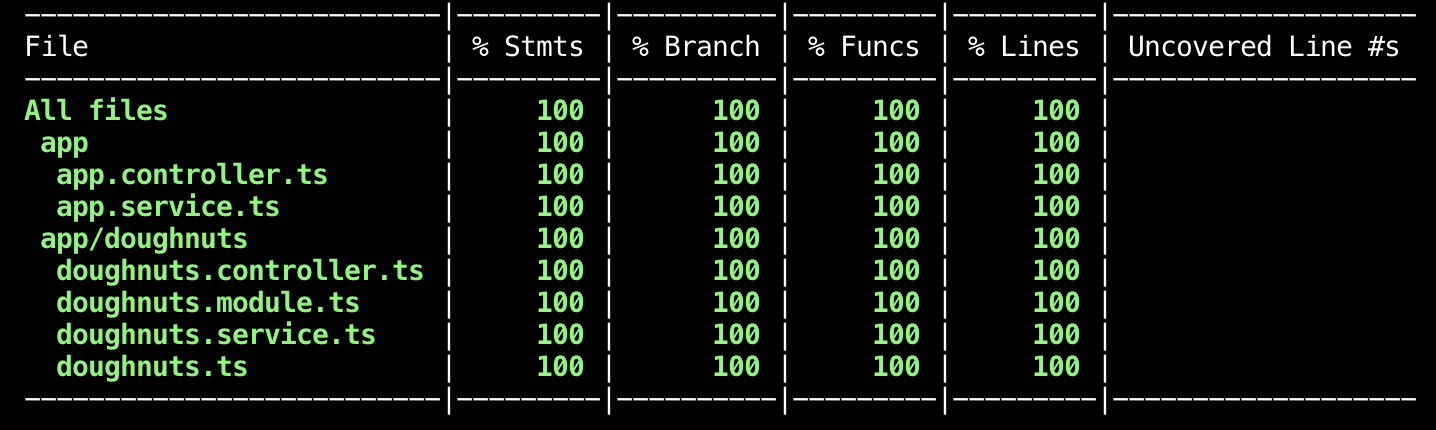 ---------------------------|---------|----------|---------|---------|-------------------
File                       | % Stmts | % Branch | % Funcs | % Lines | Uncovered Line #s
---------------------------|---------|----------|---------|---------|-------------------
All files                  |     100 |      100 |     100 |     100 |
 app                       |     100 |      100 |     100 |     100 |
  app.controller.ts        |     100 |      100 |     100 |     100 |
  app.service.ts           |     100 |      100 |     100 |     100 |
 app/doughnuts             |     100 |      100 |     100 |     100 |
  doughnuts.controller.ts  |     100 |      100 |     100 |     100 |
  doughnuts.module.ts      |     100 |      100 |     100 |     100 |
  doughnuts.service.ts     |     100 |      100 |     100 |     100 |
  doughnuts.ts             |     100 |      100 |     100 |     100 |
---------------------------|---------|----------|---------|---------|-------------------